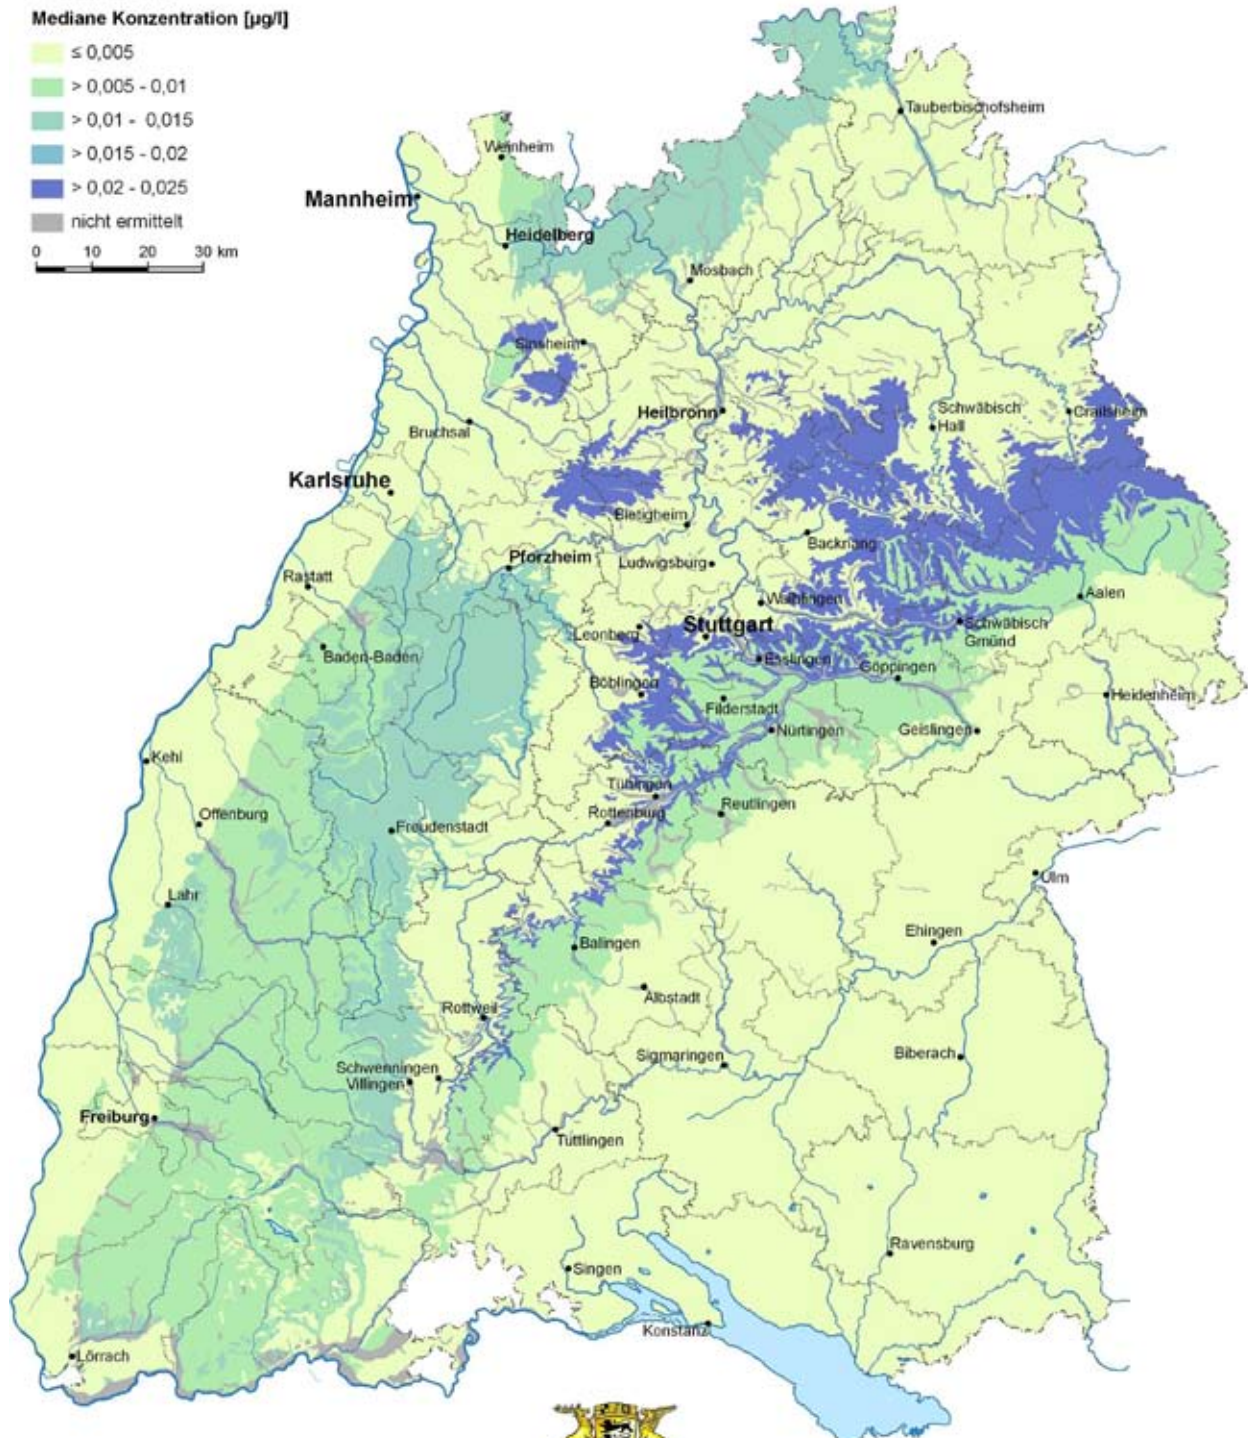 Mediane Konzentration [µg/l]
≤ 0,005
> 0,005 - 0,01
> 0,01 - 0,015
> 0,015 - 0,02
> 0,02 - 0,025
nicht ermittelt
0 10 20 30 km
Tauberbischofsheim
Weinheim
Mannheim
Heidelberg
Mosbach
Sinsheim
Heilbronn
Schwäbisch
Hall
Crailsheim
Bruchsal
Karlsruhe
Bietigheim
Backnang
Pforzheim
Ludwigsburg
Rastatt
Waiblingen
Aalen
Leonberg
Stuttgart
Schwäbisch
Gmünd
Baden-Baden
Esslingen
Göppingen
Böblingen
Filderstadt
Heidenheim
Nürtingen
Geislingen
Kehl
Tübingen
Reutlingen
Offenburg
Rottenburg
Freudenstadt
Ulm
Lahr
Ehingen
Balingen
Albstadt
Rottweil
Sigmaringen
Biberach
Schwenningen
Villingen
Freiburg
Tuttlingen
Ravensburg
Singen
Konstanz
Lörrach